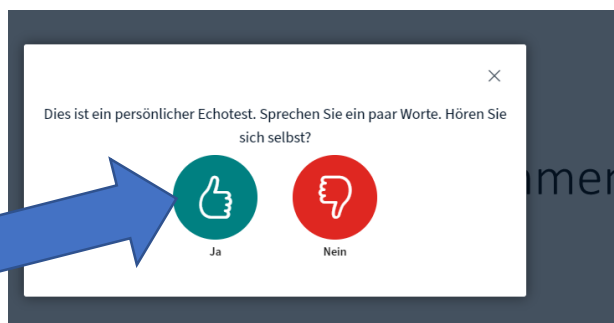 Dies ist ein persönlicher Echotest. Sprechen Sie ein paar Worte. Hören Sie
sich selbst?
Ja
Nein